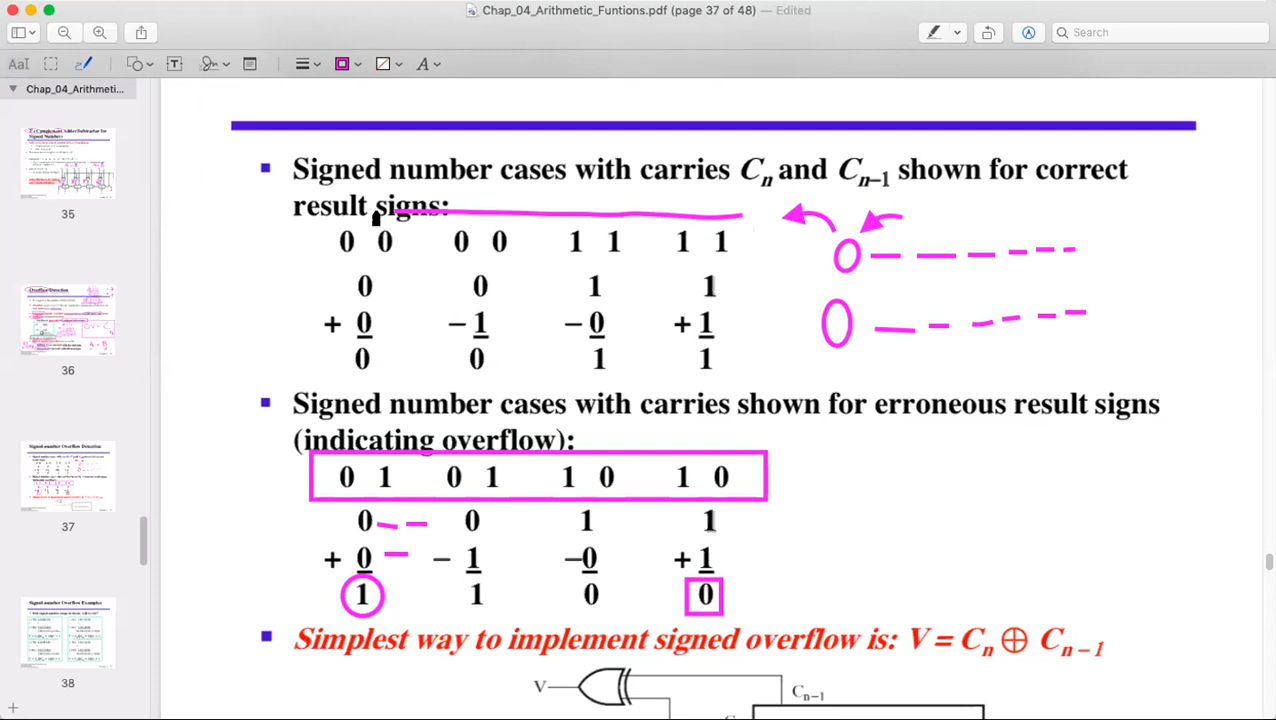 Chap_04_Arithmetic_Funtions.pdf (page 37 of 48) — Edited
Search
AaI
T
A
Chap_04_Arithmeti...
35
36
37
38
Signed number cases with carries Cn and Cn−1 shown for correct
result signs:
0 0 0 0 1 1 1 1
0 0 1 1
+ 0 − 1 − 0 + 1
0 0 1 1
0
0
Signed number cases with carries shown for erroneous result signs
(indicating overflow):
0 1 0 1 1 0 1 0
0 0 1 1
+ 0 − 1 − 0 + 1
1 1 0 0
Simplest way to implement signed overflow is: V = Cn ⊕ Cn − 1
V
Cn−1